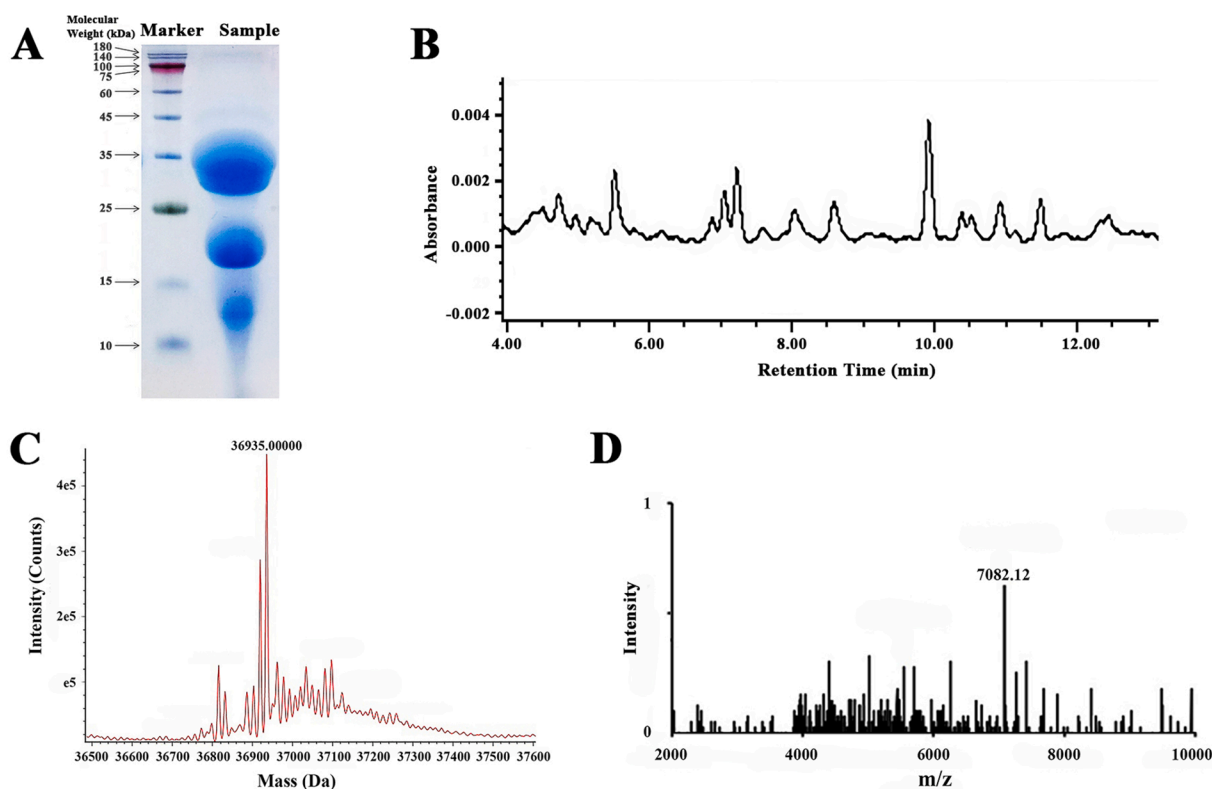 A
Molecular
Weight (kDa)
Marker Sample
180
140
100
75
60
45
35
25
15
10
B
Absorbance
0.004
0.002
0.000
-0.002
4.00 6.00 8.00 10.00 12.00
Retention Time (min)
C
36935.00000
Intensity (Counts)
4e5
3e5
2e5
e5
36500 36600 36700 36800 36900 37000 37100 37200 37300 37400 37500 37600
Mass (Da)
D
1
7082.12
Intensity
0
2000 4000 6000 8000 10000
m/z